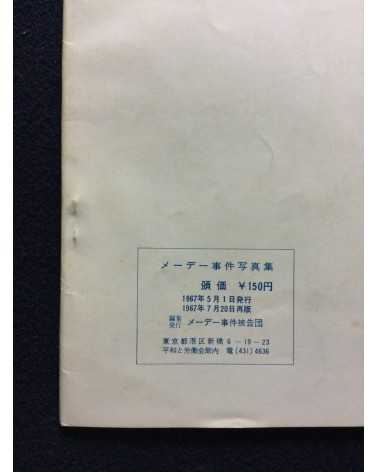 メーデー事件写真集
頒価 ¥150円
1967年5月1日発行
1967年7月20日再版
編集発行 メーデー事件被告団
東京都港区新橋6-19-23
平和と労働会館内 電(431)4636